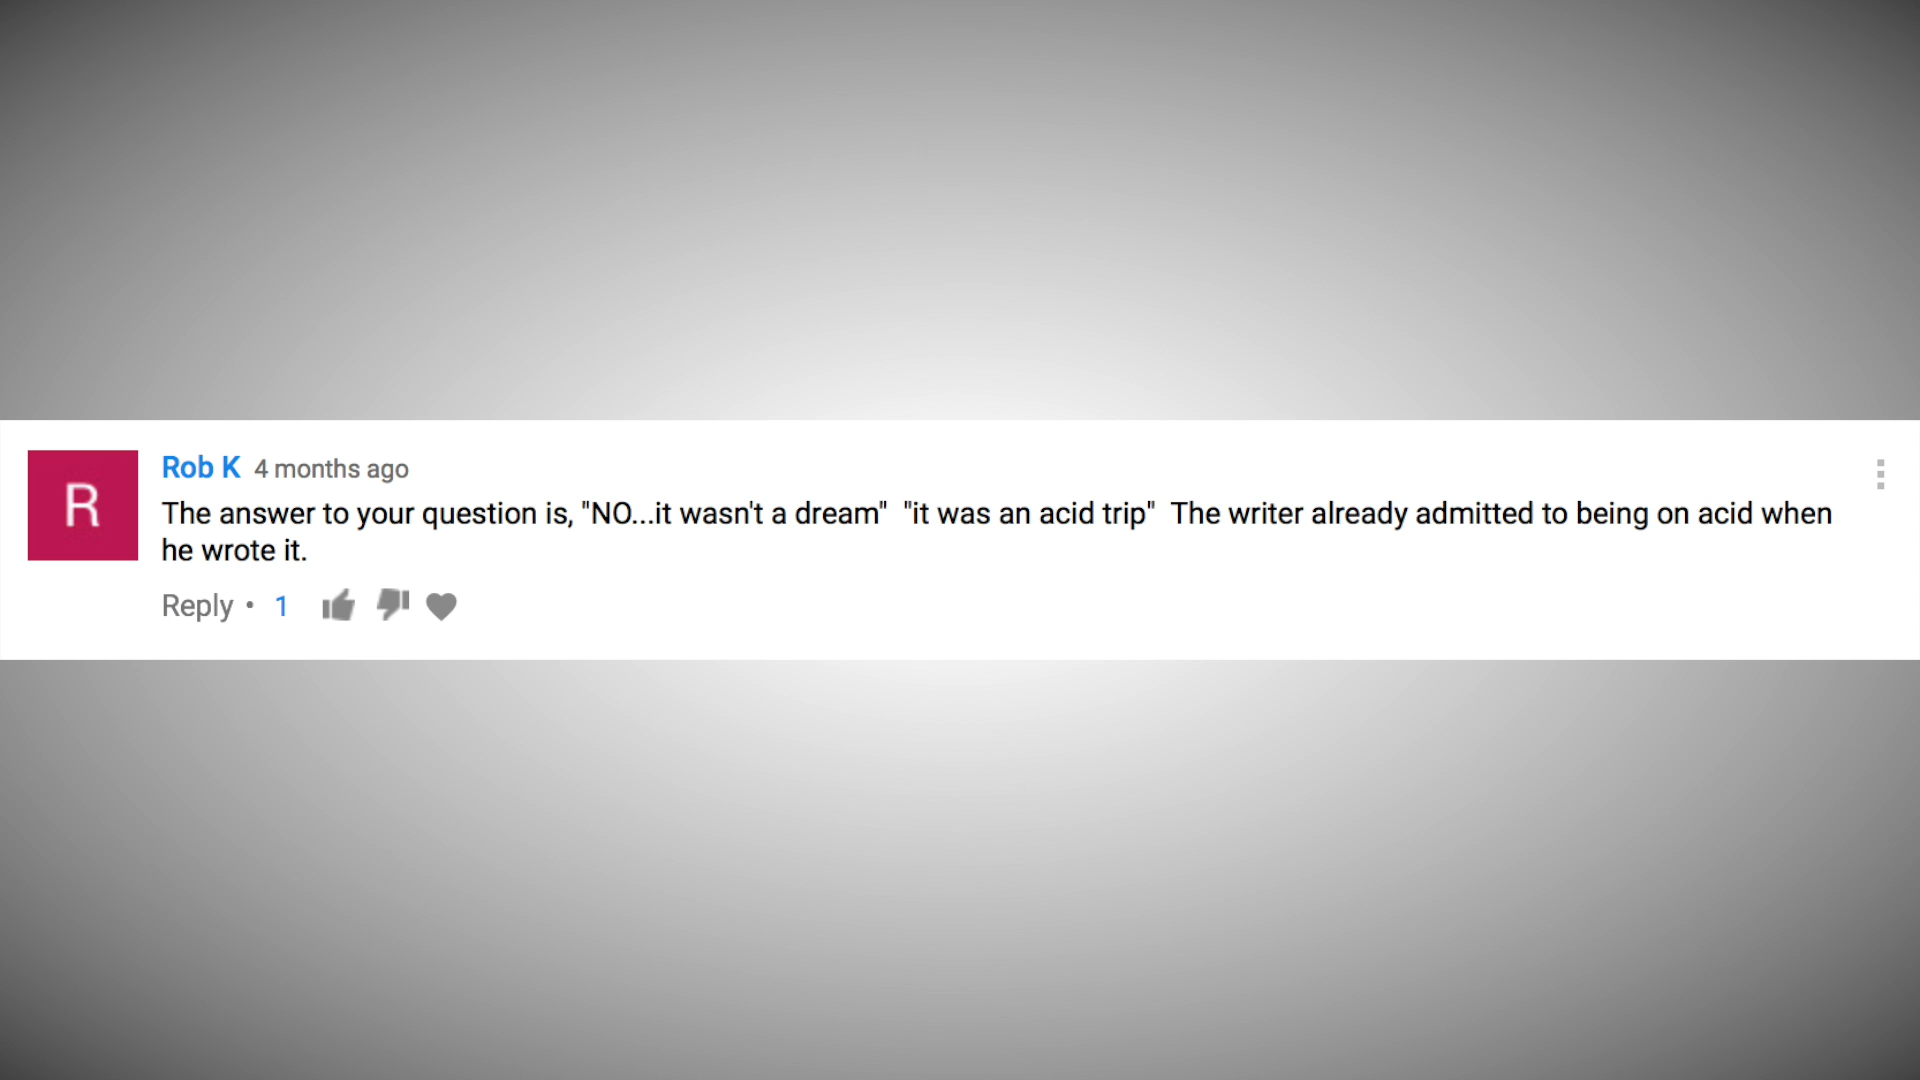 R
Rob K 4 months ago
The answer to your question is, "NO...it wasn't a dream"  "it was an acid trip"  The writer already admitted to being on acid when
he wrote it.
Reply • 1